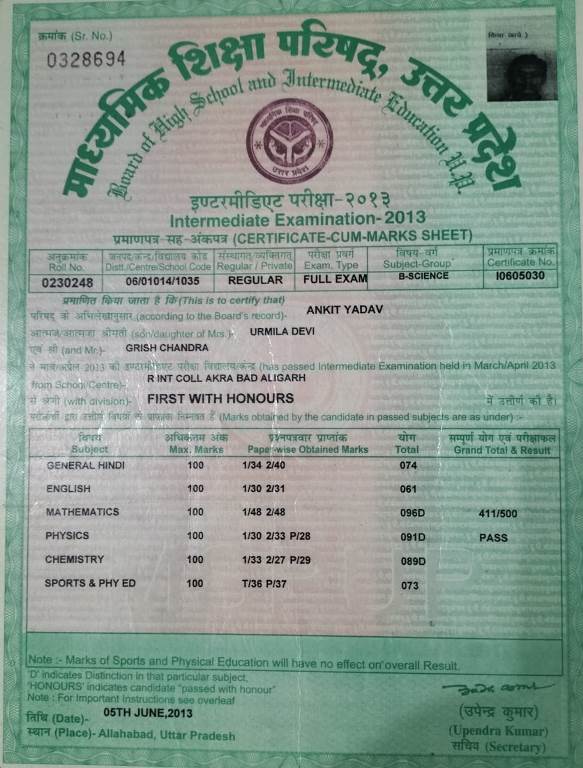 क्रमांक (Sr. No.)
0328694
माध्यमिक शिक्षा परिषद्, उत्तर प्रदेश
Board of High School and Intermediate Education U.P.
माध्यमिक शिक्षा परिषद
उत्तर प्रदेश
इण्टरमीडिएट परीक्षा-२०१३
Intermediate Examination-2013
प्रमाणपत्र सह-अंकपत्र (CERTIFICATE-CUM-MARKS SHEET)
अनुक्रमांक जनपद/केन्द्र/विद्यालय कोड संस्थागत/व्यक्तिगत परीक्षा प्रवर्ग विषय-वर्ग प्रमाणपत्र क्रमांक
Roll No. Distt./Centre/School Code Regular / Private Exam. Type Subject-Group Certificate No.
0230248 06/01014/1035 REGULAR FULL EXAM B-SCIENCE I0605030
प्रमाणित किया जाता है कि(This is to certify that)
परिषद के अभिलेखानुसार (according to the Board's record)- ANKIT YADAV
आत्मज/आत्मजा श्रीमती (son/daughter of Mrs.)- URMILA DEVI
एवं श्री (and Mr.)- GRISH CHANDRA
ने मार्च/अप्रैल 2013 की इण्टरमीडिएट परीक्षा विद्यालय/केन्द्र (has passed Intermediate Examination held in March/April 2013
from School/Centre)- R INT COLL AKRA BAD ALIGARH
से श्रेणी (with division)- FIRST WITH HONOURS में उत्तीर्ण की है।
परीक्षार्थी द्वारा उत्तीर्ण विषयों के प्राप्तांक निम्नवत हैं (Marks obtained by the candidate in passed subjects are as under) :-
विषय अधिकतम अंक प्रश्नपत्रवार प्राप्तांक योग सम्पूर्ण योग एवं परीक्षाफल
Subject Max. Marks Paper-wise Obtained Marks Total Grand Total & Result
GENERAL HINDI 100 1/34 2/40 074
ENGLISH 100 1/30 2/31 061
MATHEMATICS 100 1/48 2/48 096D 411/500
PHYSICS 100 1/30 2/33 P/28 091D PASS
CHEMISTRY 100 1/33 2/27 P/29 089D
SPORTS & PHY ED 100 T/36 P/37 073
Note :- Marks of Sports and Physical Education will have no effect on overall Result.
'D' indicates Distinction in that particular subject,
'HONOURS' indicates candidate "passed with honour"
Note : For Important Instructions see overleaf
तिथि (Date)- 05TH JUNE,2013
स्थान (Place)- Allahabad, Uttar Pradesh
(उपेन्द्र कुमार)
(Upendra Kumar)
सचिव (Secretary)